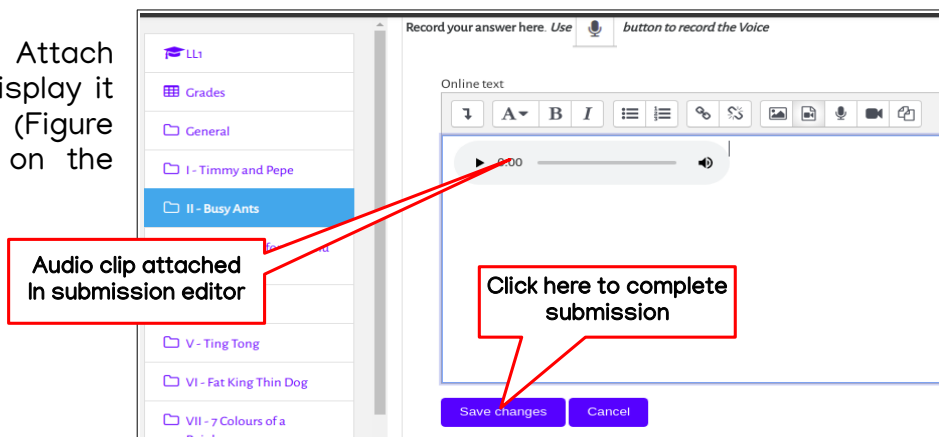 Attach
isplay it
(Figure
on the
LL1
Grades
General
I - Timmy and Pepe
II - Busy Ants
V - Ting Tong
VI - Fat King Thin Dog
VII - 7 Colours of a
Audio clip attached
In submission editor
Record your answer here. Use button to record the Voice
Online text
A B I
0:00
Click here to complete
submission
Save changes Cancel